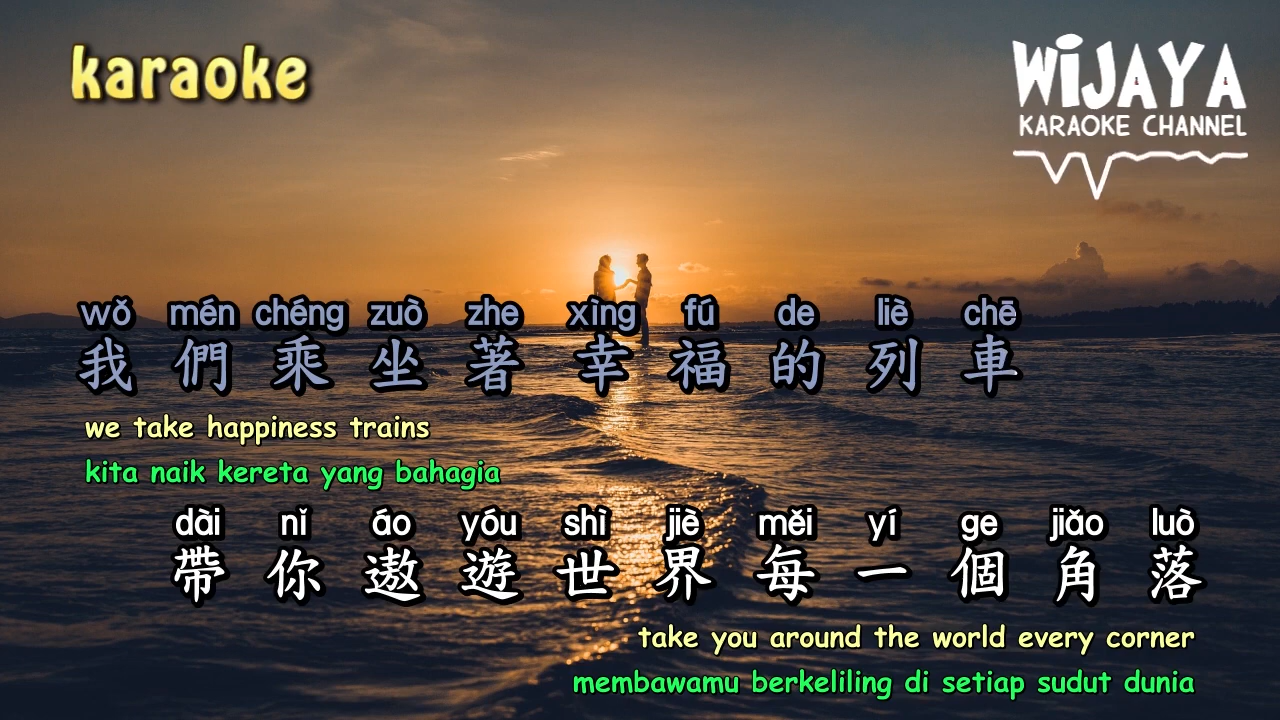 karaoke
WiJAYA
KARAOKE CHANNEL
wǒ mén chéng zuò zhe xìng fú de liè chē
我們乘坐著幸福的列車
we take happiness trains
kita naik kereta yang bahagia
dài nǐ áo yóu shì jiè měi yí ge jiǎo luò
帶你遨遊世界每一個角落
take you around the world every corner
membawamu berkeliling di setiap sudut dunia